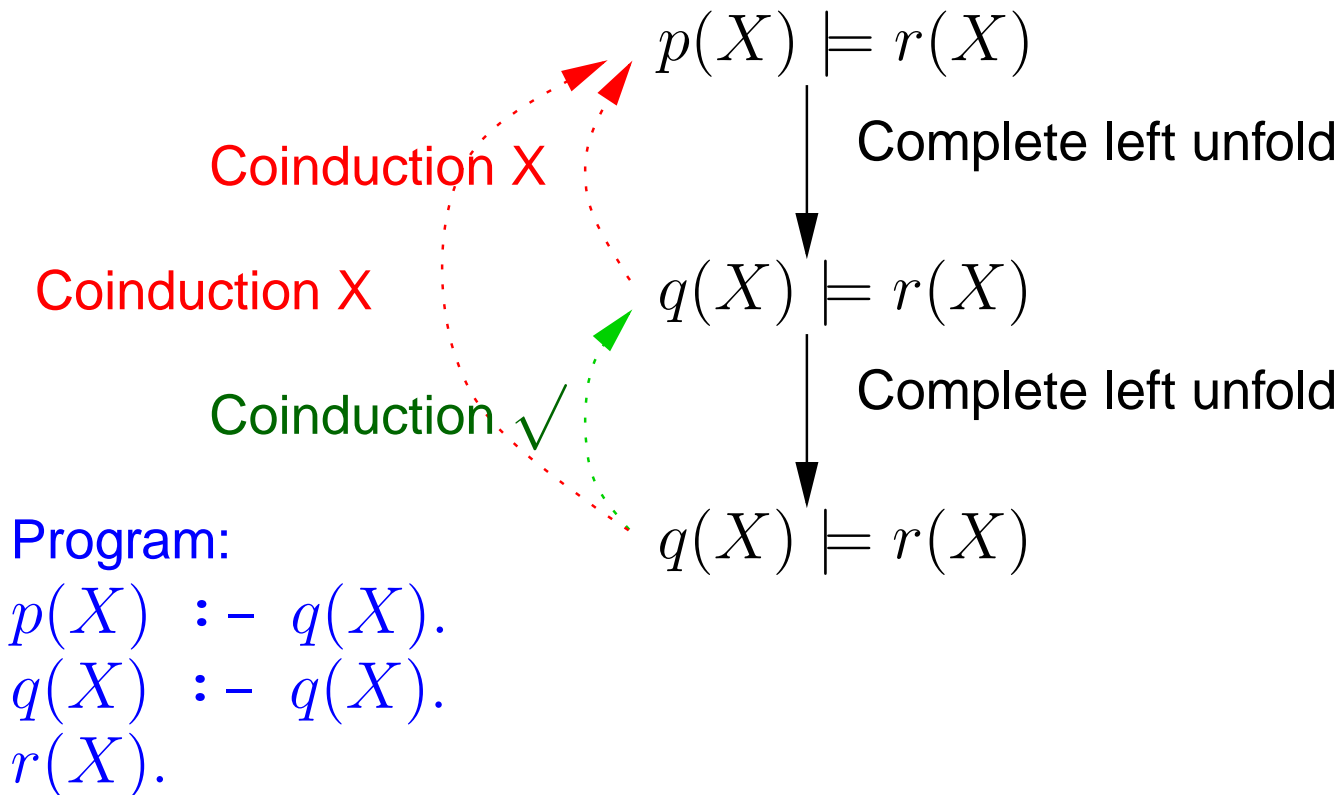 p(X) ⊨ r(X)
Complete left unfold
Coinduction X
q(X) ⊨ r(X)
Coinduction X
Complete left unfold
Coinduction √
q(X) ⊨ r(X)
Program:
p(X) :- q(X).
q(X) :- q(X).
r(X).